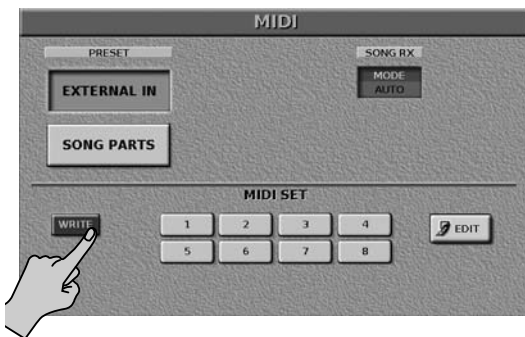 MIDI
PRESET
SONG RX
EXTERNAL IN
MODE
AUTO
SONG PARTS
MIDI SET
WRITE
1 2 3 4
EDIT
5 6 7 8